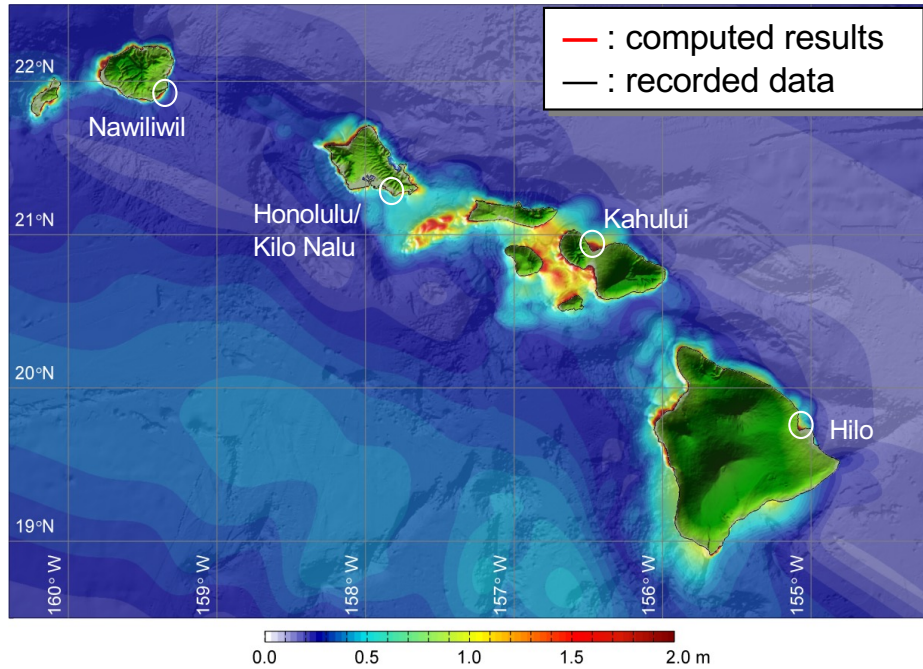 — : computed results
— : recorded data
22°N
Nawiliwil
Honolulu/
Kilo Nalu
21°N
Kahului
20°N
Hilo
19°N
160° W
159° W
158° W
157° W
156° W
155° W
0.0 0.5 1.0 1.5 2.0 m